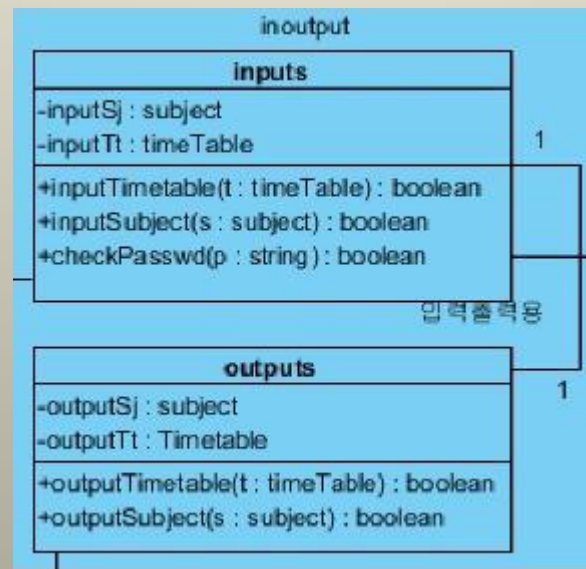 inoutput
inputs
-inputSj : subject
-inputTt : timeTable
1
+inputTimetable(t : timeTable) : boolean
+inputSubject(s : subject) : boolean
+checkPasswd(p : string) : boolean
입력출력용
outputs
1
-outputSj : subject
-outputTt : Timetable
+outputTimetable(t : timeTable) : boolean
+outputSubject(s : subject) : boolean